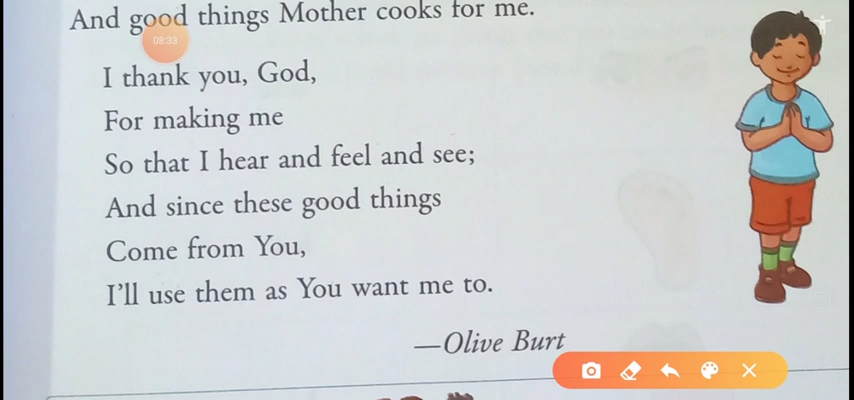 And good things Mother cooks for me.
08:33
I thank you, God,
For making me
So that I hear and feel and see;
And since these good things
Come from You,
I'll use them as You want me to.
—Olive Burt